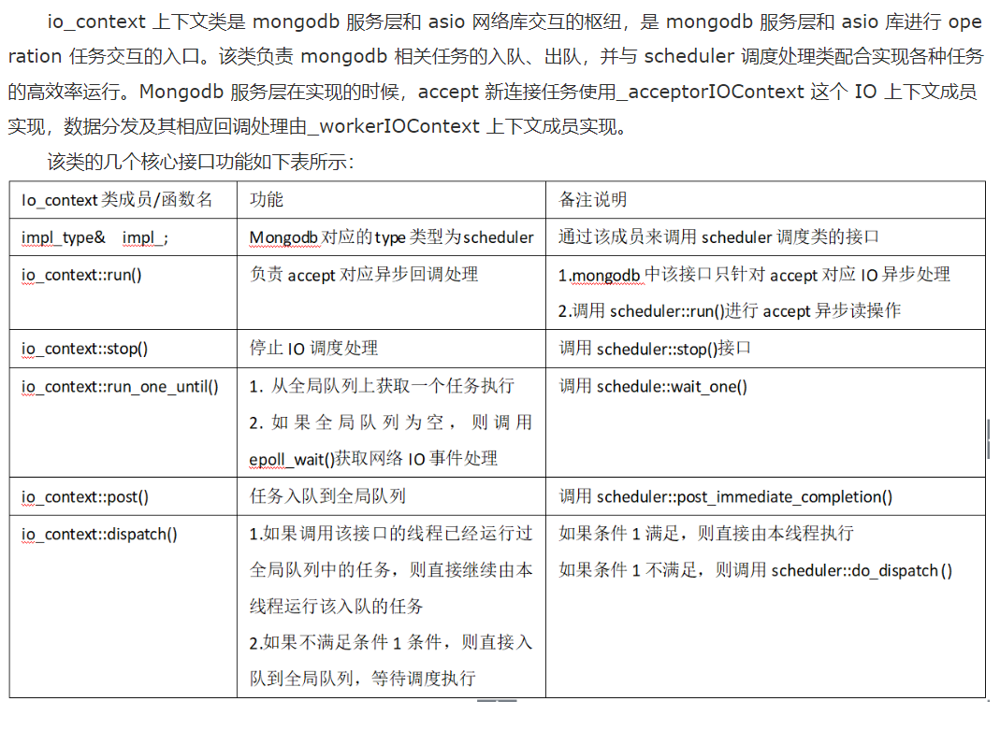 io_context 上下文类是 mongodb 服务层和 asio 网络库交互的枢纽，是 mongodb 服务层和 asio 库进行 ope
ration 任务交互的入口。该类负责 mongodb 相关任务的入队、出队，并与 scheduler 调度处理类配合实现各种任务
的高效率运行。Mongodb 服务层在实现的时候，accept 新连接任务使用_acceptorIOContext 这个 IO 上下文成员
实现，数据分发及其相应回调处理由_workerIOContext 上下文成员实现。
该类的几个核心接口功能如下表所示：
Io_context 类成员/函数名 功能 备注说明
impl_type& impl_; Mongodb 对应的 type 类型为 scheduler 通过该成员来调用 scheduler 调度类的接口
io_context::run() 负责 accept 对应异步回调处理 1.mongodb 中该接口只针对 accept 对应 IO 异步处理
2.调用 scheduler::run()进行 accept 异步读操作
io_context::stop() 停止 IO 调度处理 调用 scheduler::stop()接口
io_context::run_one_until() 1. 从全局队列上获取一个任务执行 调用 schedule::wait_one()
2. 如果全局队列为空，则调用
epoll_wait()获取网络 IO 事件处理
io_context::post() 任务入队到全局队列 调用 scheduler::post_immediate_completion()
io_context::dispatch() 1.如果调用该接口的线程已经运行过 如果条件 1 满足，则直接由本线程执行
全局队列中的任务，则直接继续由本 如果条件 1 不满足，则调用 scheduler::do_dispatch()
线程运行该入队的任务
2.如果不满足条件 1 条件，则直接入
队到全局队列，等待调度执行